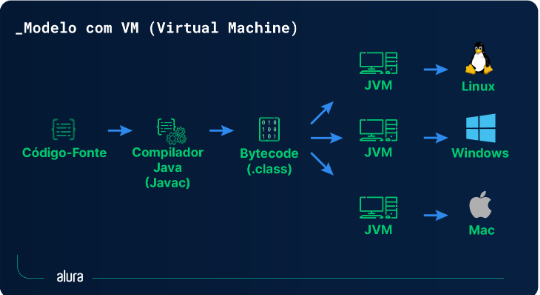 _Modelo com VM (Virtual Machine)
JVM
Linux
Código-Fonte
Compilador
Java
(Javac)
Bytecode
(.class)
JVM
Windows
JVM
Mac
alura